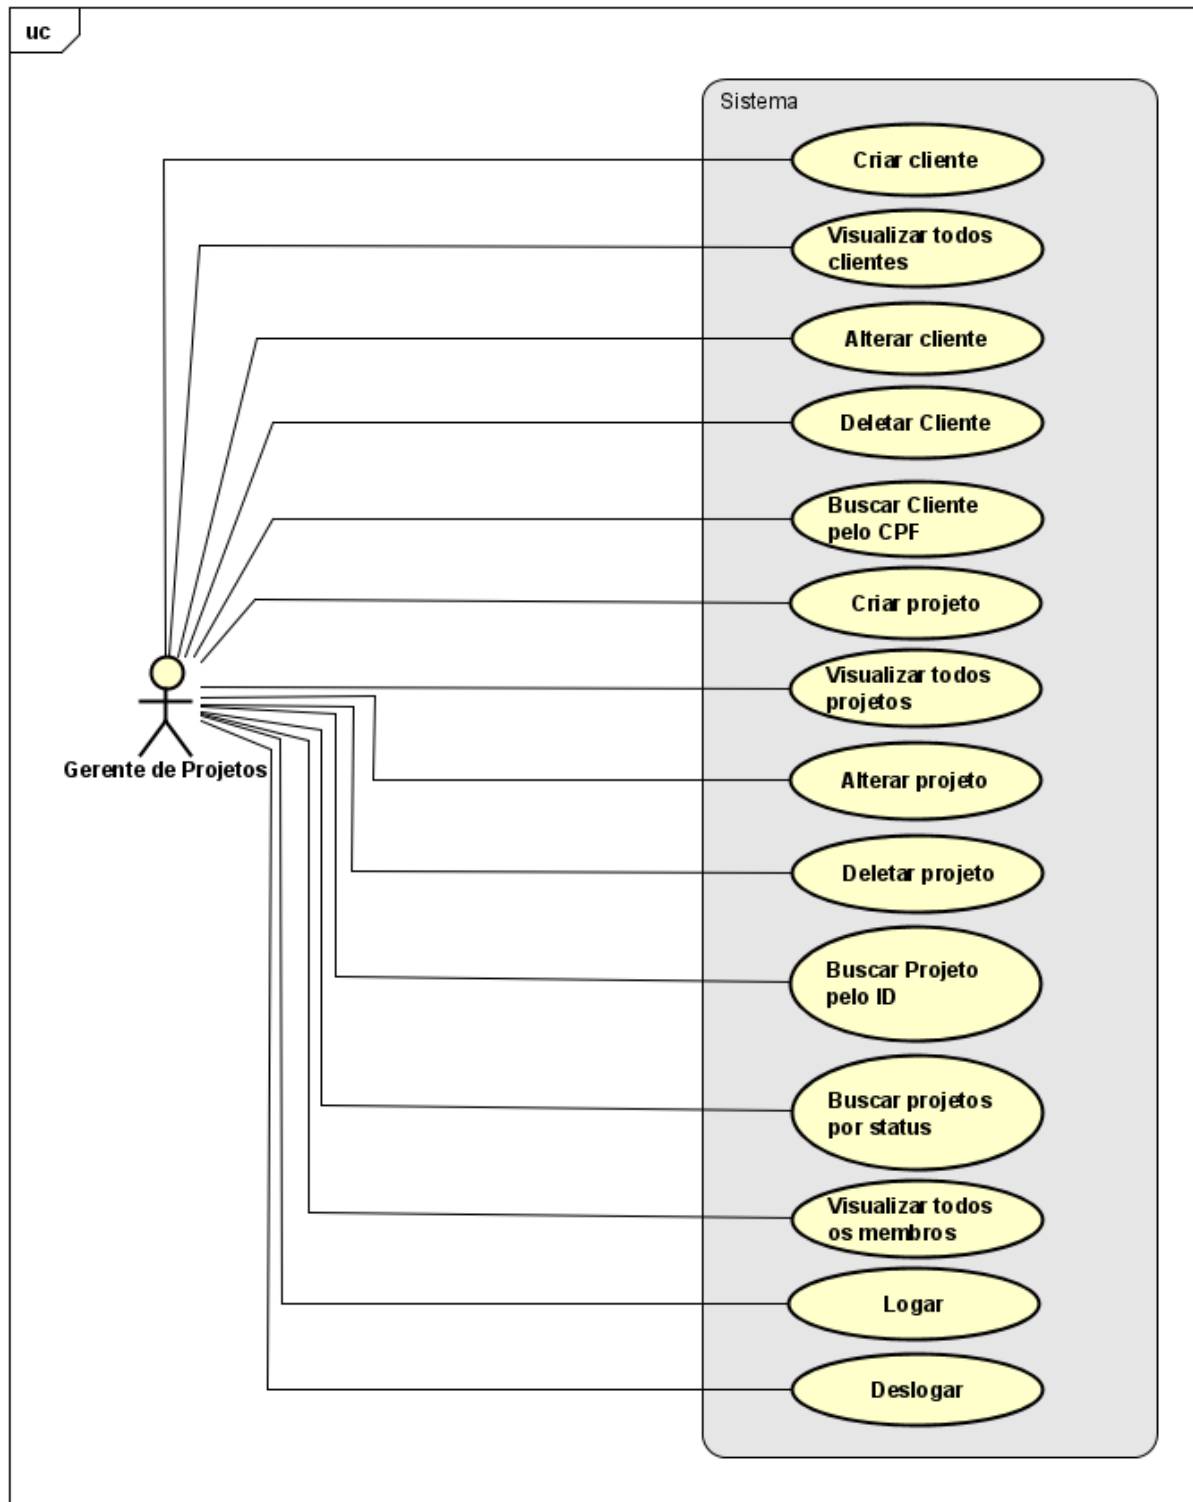 uc
Sistema
Criar cliente
Visualizar todos
clientes
Alterar cliente
Deletar Cliente
Buscar Cliente
pelo CPF
Criar projeto
Visualizar todos
projetos
Gerente de Projetos
Alterar projeto
Deletar projeto
Buscar Projeto
pelo ID
Buscar projetos
por status
Visualizar todos
os membros
Logar
Deslogar